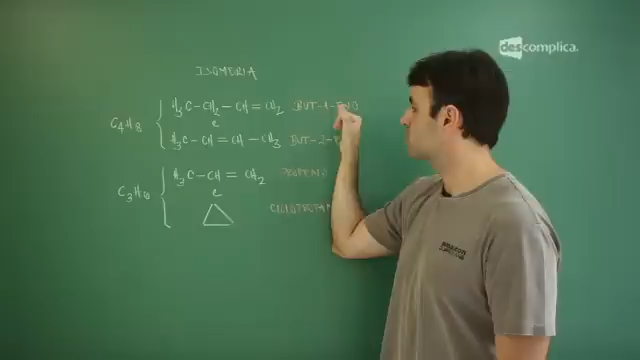 descomplica.
ISOMERIA
C4H8
H3C-CH2-CH=CH2 BUT-1-ENO
e
H3C-CH=CH-CH3 BUT-2-
C3H6
H3C-CH=CH2 PROPENO
e